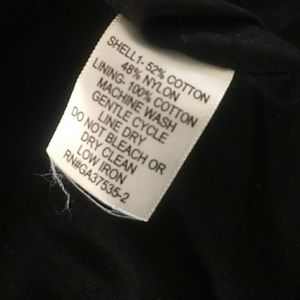 SHELL1- 52% COTTON
48% NYLON
LINING- 100% COTTON
MACHINE WASH
GENTLE CYCLE
LINE DRY
DO NOT BLEACH OR
DRY CLEAN
LOW IRON
RN#GA37535-2